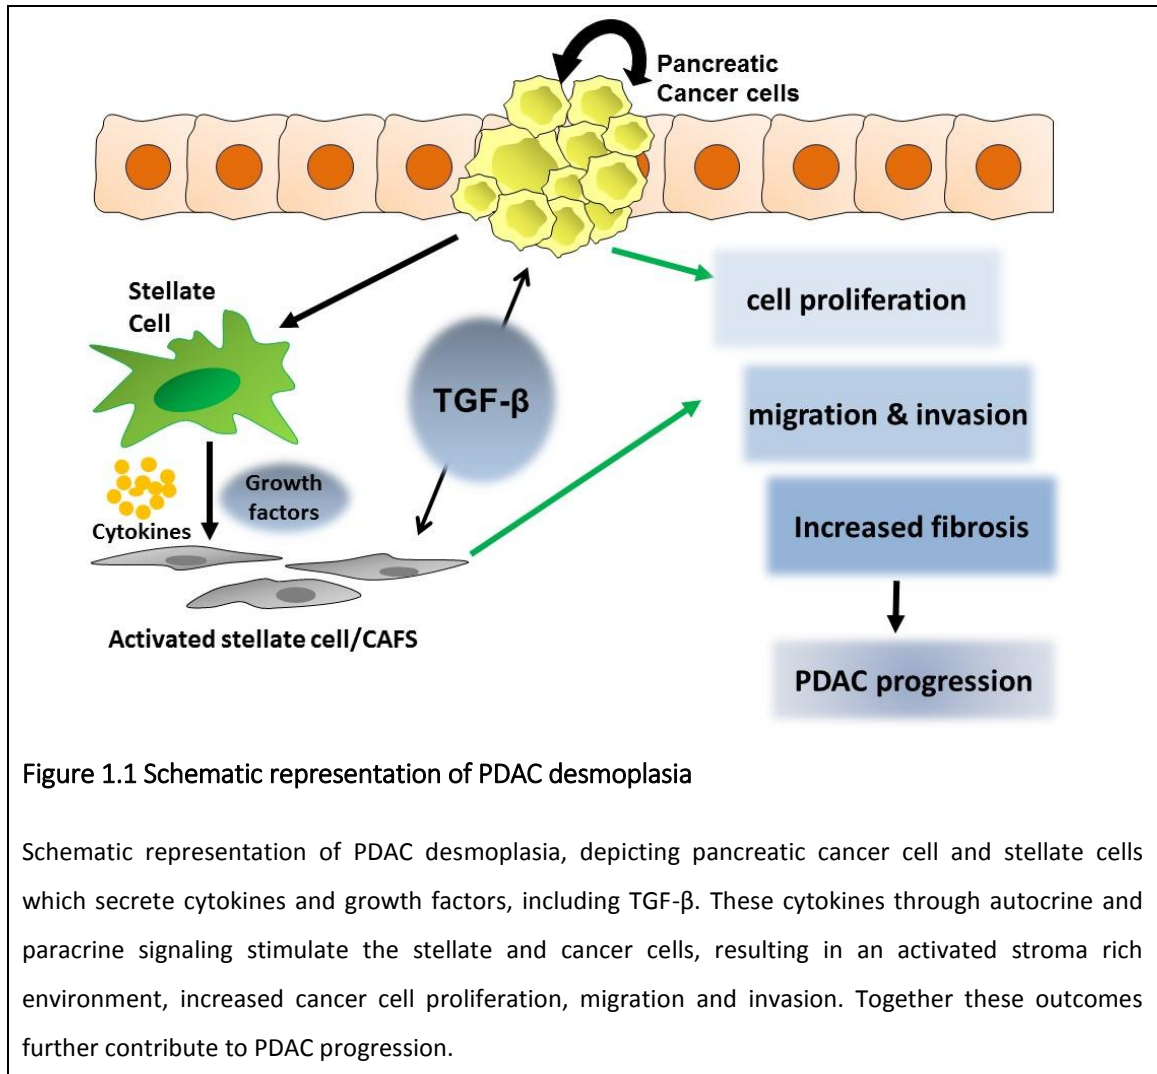 Pancreatic
Cancer cells
Stellate
Cell
cell proliferation
TGF-β
migration & invasion
Growth
factors
Cytokines
Increased fibrosis
Activated stellate cell/CAFS
PDAC progression
Figure 1.1 Schematic representation of PDAC desmoplasia
Schematic representation of PDAC desmoplasia, depicting pancreatic cancer cell and stellate cells
which secrete cytokines and growth factors, including TGF-β. These cytokines through autocrine and
paracrine signaling stimulate the stellate and cancer cells, resulting in an activated stroma rich
environment, increased cancer cell proliferation, migration and invasion. Together these outcomes
further contribute to PDAC progression.